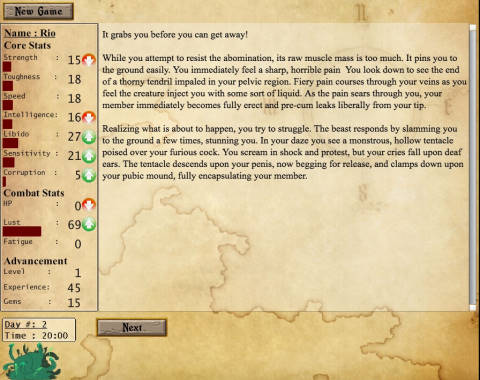 New Game
Name : Rio
Core Stats
Strength : 15
Toughness : 18
Speed : 18
Intelligence: 16
Libido : 27
Sensitivity : 21
Corruption : 5
Combat Stats
HP : 0
Lust : 69
Fatigue : 0
Advancement
Level : 1
Experience: 45
Gems : 15
Day #: 2
Time : 20:00
It grabs you before you can get away!
While you attempt to resist the abomination, its raw muscle mass is too much. It pins you to
the ground easily. You immediately feel a sharp, horrible pain  You look down to see the end
of a thorny tendril impaled in your pelvic region. Fiery pain courses through your veins as you
feel the creature inject you with some sort of liquid. As the pain sears through you, your
member immediately becomes fully erect and pre-cum leaks liberally from your tip.
Realizing what is about to happen, you try to struggle. The beast responds by slamming you
to the ground a few times, stunning you. In your daze you see a monstrous, hollow tentacle
poised over your furious cock. You scream in shock and protest, but your cries fall upon deaf
ears. The tentacle descends upon your penis, now begging for release, and clamps down upon
your pubic mound, fully encapsulating your member.
Next